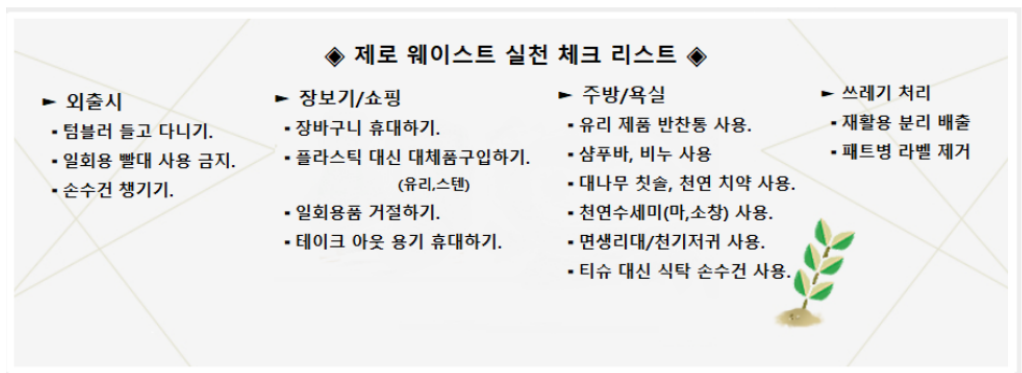 ◈ 제로 웨이스트 실천 체크 리스트 ◈
► 외출시
▪ 텀블러 들고 다니기.
▪ 일회용 빨대 사용 금지.
▪ 손수건 챙기기.
► 장보기/쇼핑
▪ 장바구니 휴대하기.
▪ 플라스틱 대신 대체품구입하기.
(유리,스텐)
▪ 일회용품 거절하기.
▪ 테이크 아웃 용기 휴대하기.
► 주방/욕실
▪ 유리 제품 반찬통 사용.
▪ 샴푸바, 비누 사용
▪ 대나무 칫솔, 천연 치약 사용.
▪ 천연수세미(마,소창) 사용.
▪ 면생리대/천기저귀 사용.
▪ 티슈 대신 식탁 손수건 사용.
► 쓰레기 처리
▪ 재활용 분리 배출
▪ 패트병 라벨 제거